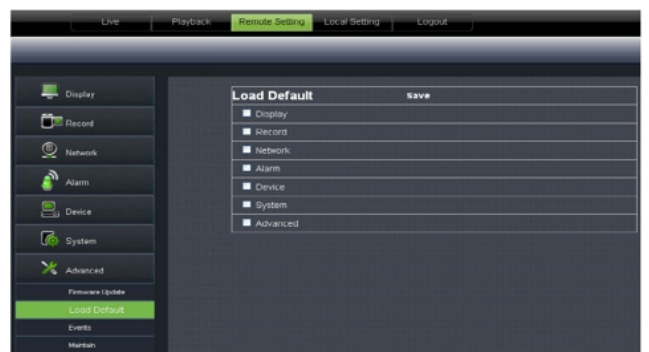 Live Playback Remote Setting Local Setting Logout
Display
Record
Network
Alarm
Device
System
Advanced
Firmware Update
Load Default
Events
Maintain
Load Default Save
Display
Record
Network
Alarm
Device
System
Advanced